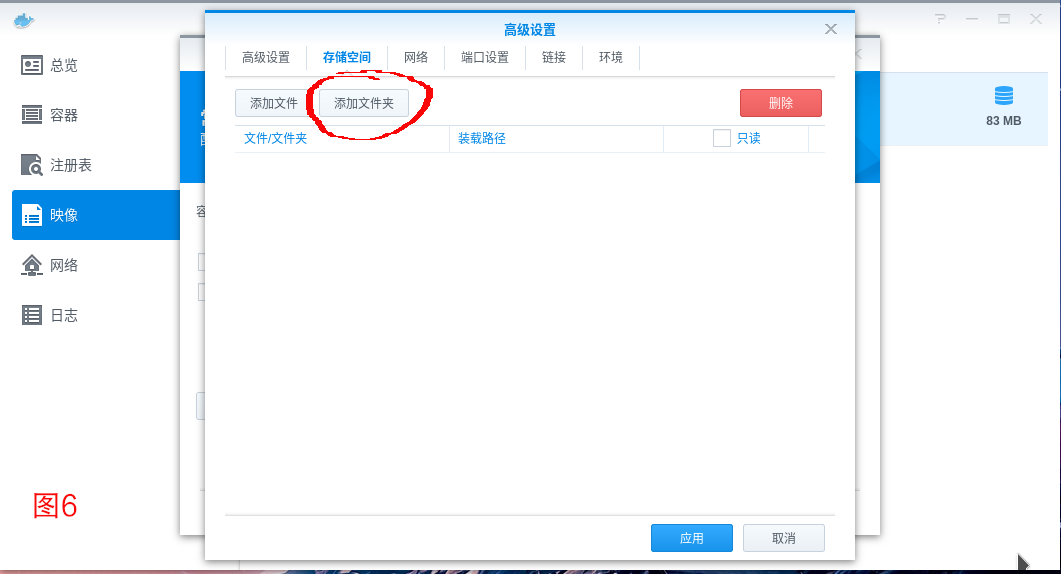 高级设置
总览
容器
注册表
映像
网络
日志
高级设置 存储空间 网络 端口设置 链接 环境
添加文件 添加文件夹 删除
文件/文件夹 装载路径 只读
83 MB
应用 取消
图6